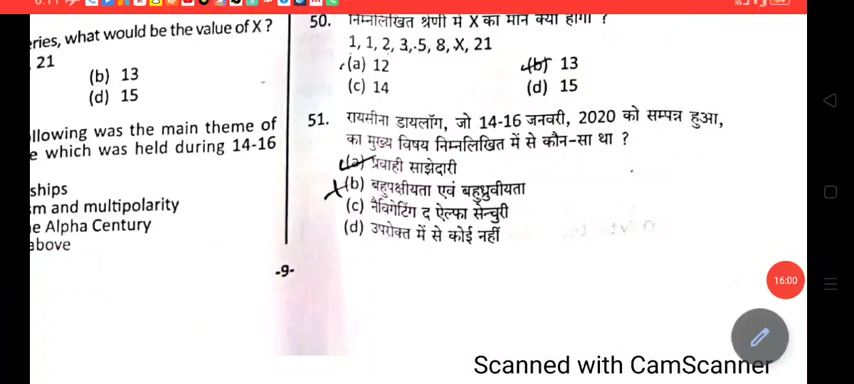 eries, what would be the value of X ?
21
(b) 13
(d) 15
llowing was the main theme of
e which was held during 14-16
ships
sm and multipolarity
e Alpha Century
above
50. निम्नलिखित श्रेणी में X का मान क्या होगा ?
1, 1, 2, 3, 5, 8, X, 21
(a) 12 (b) 13
(c) 14 (d) 15
51. रायसीना डायलॉग, जो 14-16 जनवरी, 2020 को सम्पन्न हुआ,
का मुख्य विषय निम्नलिखित में से कौन-सा था ?
(a) प्रवाही साझेदारी
(b) बहुपक्षीयता एवं बहुध्रुवीयता
(c) नैविगेटिंग द ऐल्फा सेन्चुरी
(d) उपरोक्त में से कोई नहीं
-9-
16:00
Scanned with CamScanner